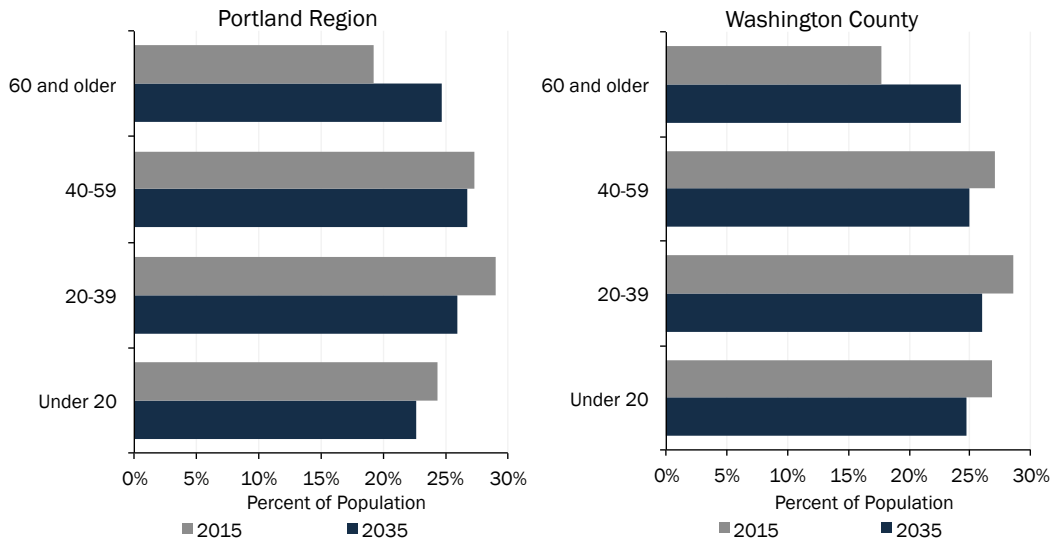 Portland Region
60 and older
40-59
20-39
Under 20
0% 5% 10% 15% 20% 25% 30%
Percent of Population
2015 2035
Washington County
60 and older
40-59
20-39
Under 20
0% 5% 10% 15% 20% 25% 30%
Percent of Population
2015 2035